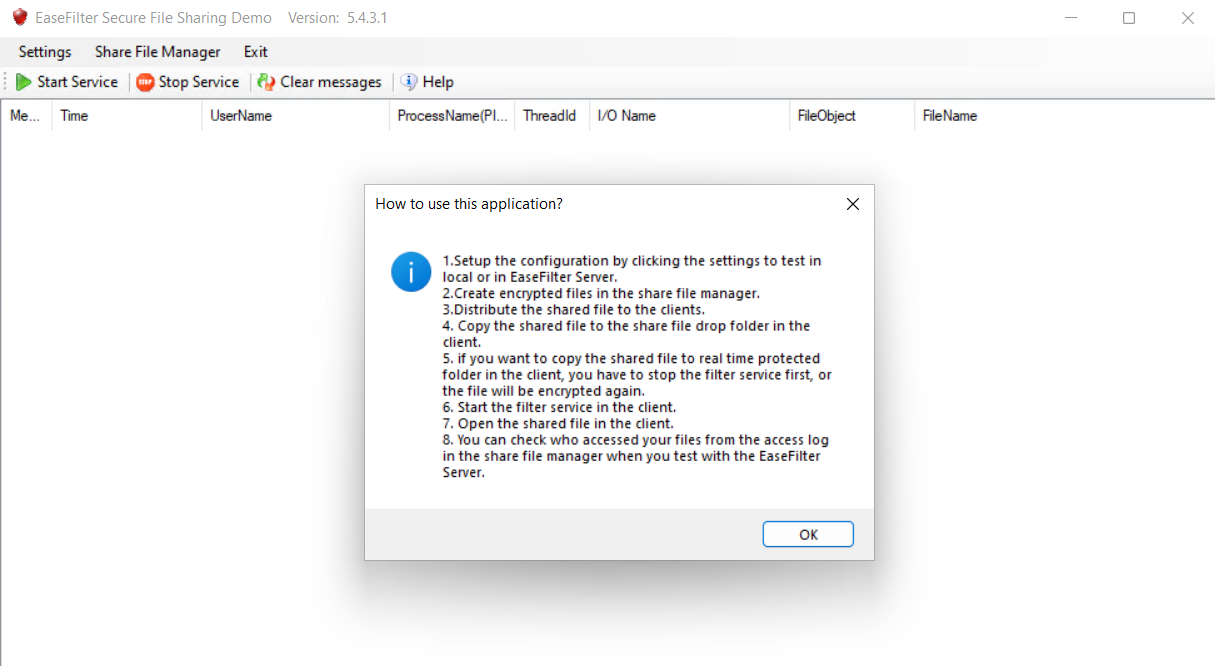 EaseFilter Secure File Sharing Demo Version: 5.4.3.1
Settings Share File Manager Exit
Start Service STOP Stop Service Clear messages Help
Me... Time UserName ProcessName(PI... ThreadId I/O Name FileObject FileName
How to use this application?
1.Setup the configuration by clicking the settings to test in
local or in EaseFilter Server.
2.Create encrypted files in the share file manager.
3.Distribute the shared file to the clients.
4. Copy the shared file to the share file drop folder in the
client.
5. if you want to copy the shared file to real time protected
folder in the client, you have to stop the filter service first, or
the file will be encrypted again.
6. Start the filter service in the client.
7. Open the shared file in the client.
8. You can check who accessed your files from the access log
in the share file manager when you test with the EaseFilter
Server.
OK